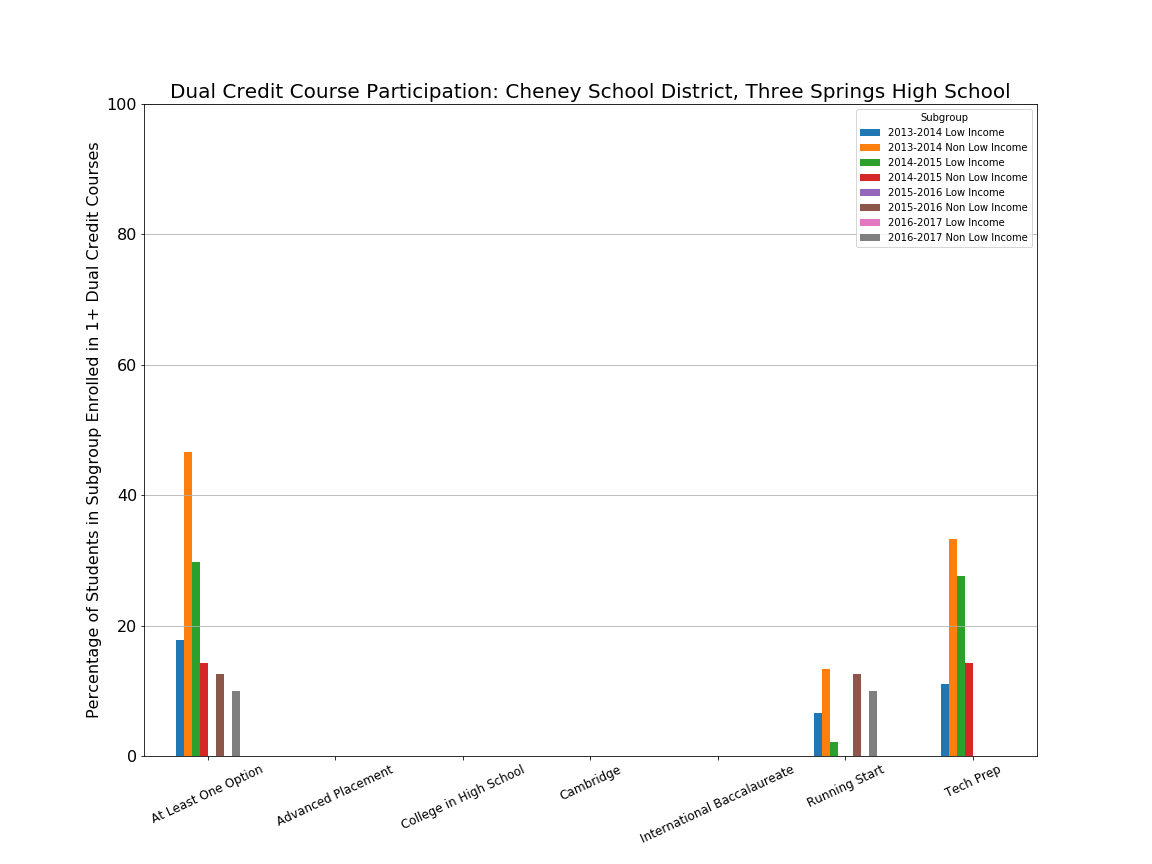 Dual Credit Course Participation: Cheney School District, Three Springs High School
Percentage of Students in Subgroup Enrolled in 1+ Dual Credit Courses
100
80
60
40
20
0
Subgroup
2013-2014 Low Income
2013-2014 Non Low Income
2014-2015 Low Income
2014-2015 Non Low Income
2015-2016 Low Income
2015-2016 Non Low Income
2016-2017 Low Income
2016-2017 Non Low Income
At Least One Option
Advanced Placement
College in High School
Cambridge
International Baccalaureate
Running Start
Tech Prep